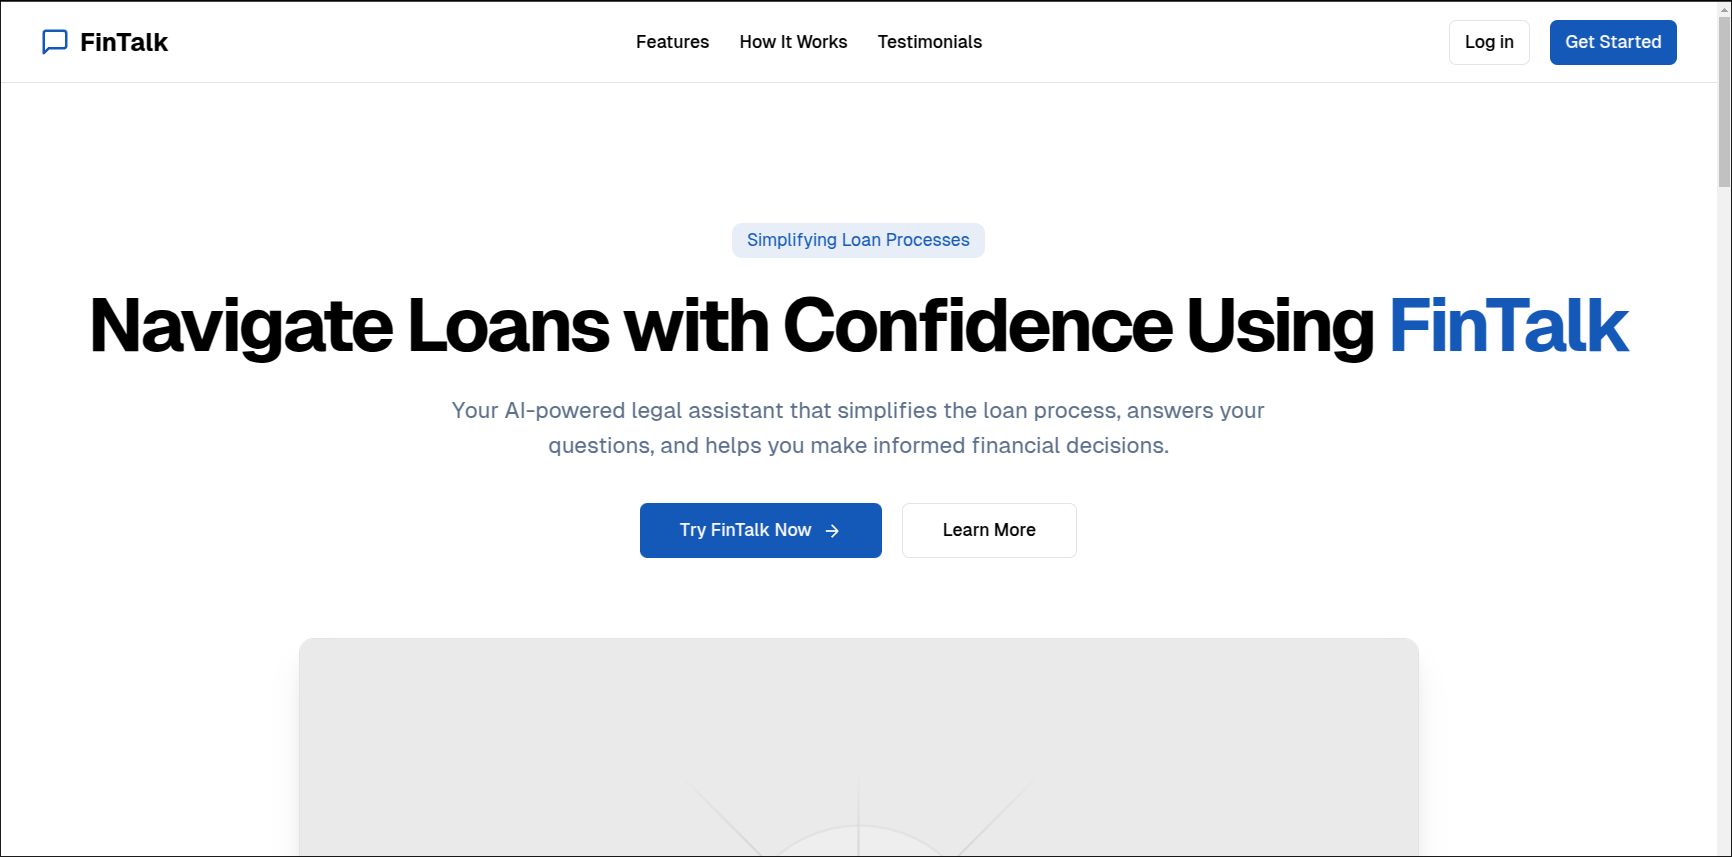 FinTalk
Features
How It Works
Testimonials
Log in
Get Started
Simplifying Loan Processes
Navigate Loans with Confidence Using FinTalk
Your AI-powered legal assistant that simplifies the loan process, answers your
questions, and helps you make informed financial decisions.
Try FinTalk Now
Learn More